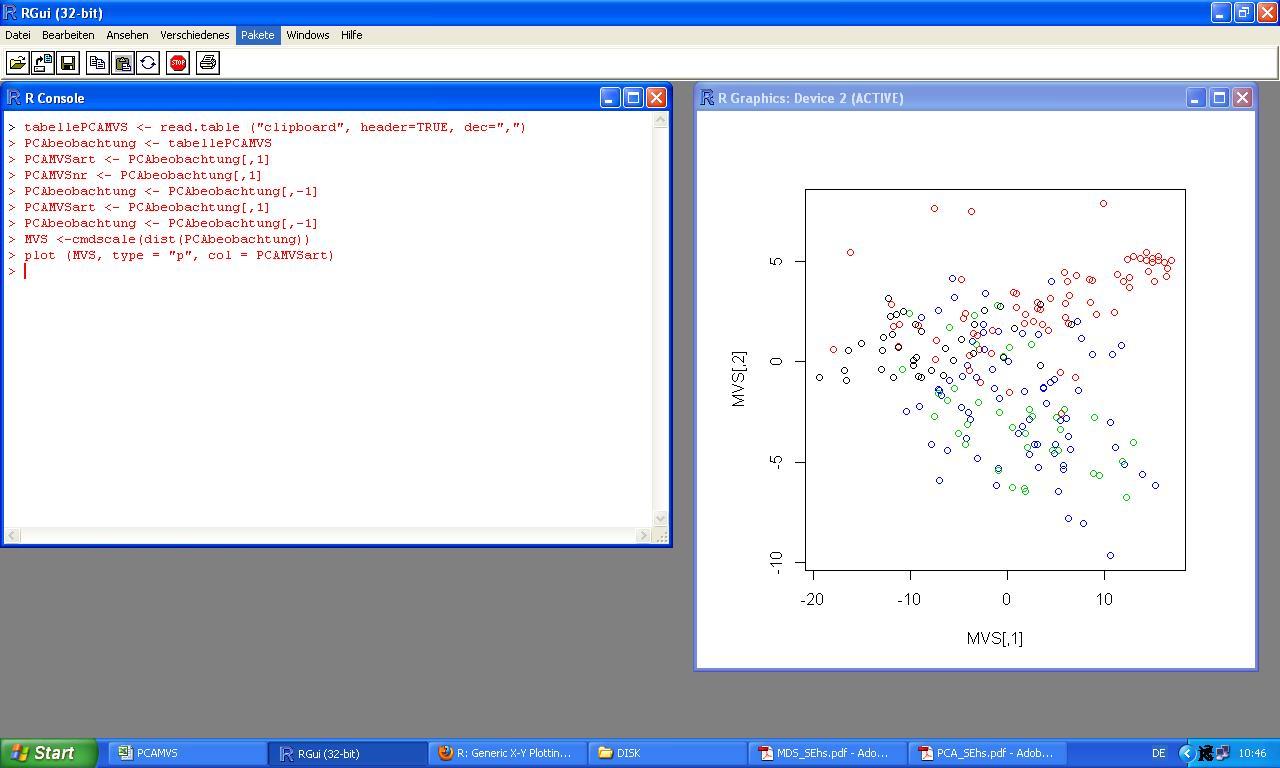 RGui (32-bit)
Datei Bearbeiten Ansehen Verschiedenes Pakete Windows Hilfe
STOP
R Console
> tabellePCAMVS <- read.table ("clipboard", header=TRUE, dec=",")
> PCAbeobachtung <- tabellePCAMVS
> PCAMVSart <- PCAbeobachtung[,1]
> PCAMVSnr <- PCAbeobachtung[,1]
> PCAbeobachtung <- PCAbeobachtung[,-1]
> PCAMVSart <- PCAbeobachtung[,1]
> PCAbeobachtung <- PCAbeobachtung[,-1]
> MVS <-cmdscale(dist(PCAbeobachtung))
> plot (MVS, type = "p", col = PCAMVSart)
>
R Graphics: Device 2 (ACTIVE)
5
0
-5
-10
MVS[,2]
-20 -10 0 10
MVS[,1]
Start PCAMVS RGui (32-bit) R: Generic X-Y Plottin... DISK MDS_SEhs.pdf - Ado... PCA_SEhs.pdf - Adob... DE 10:46